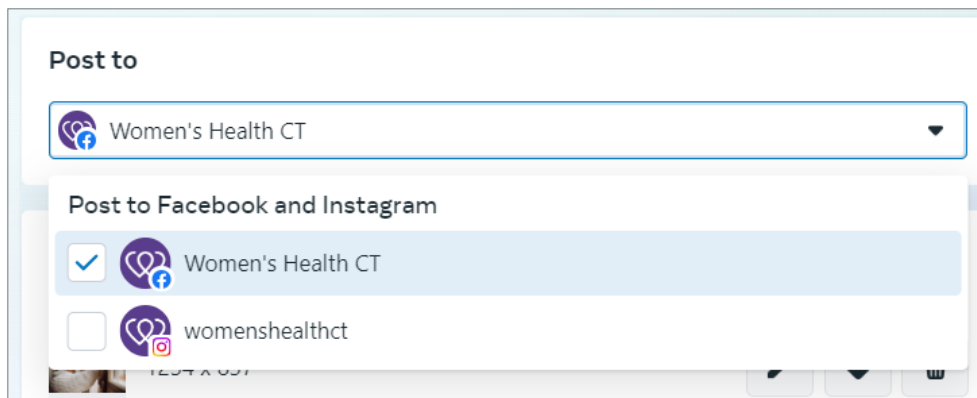 Post to
Women's Health CT
Post to Facebook and Instagram
Women's Health CT
womenshealthct